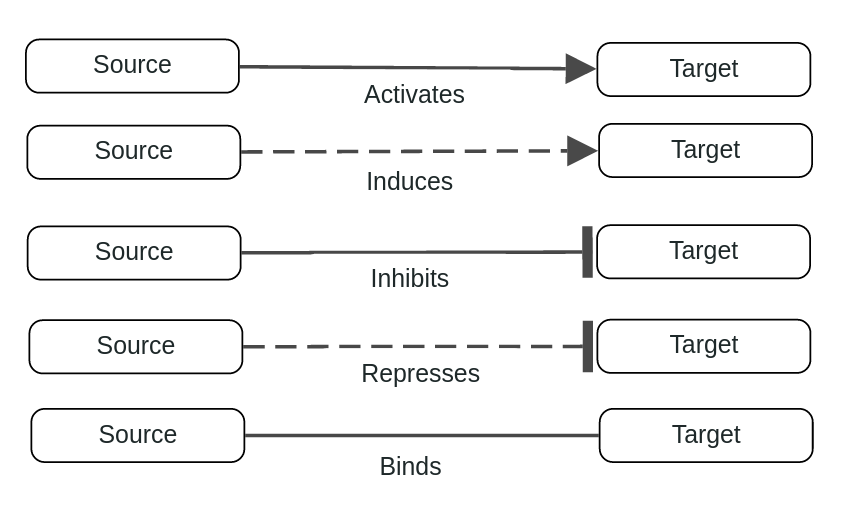 Source Target
Activates
Source Target
Induces
Source Target
Inhibits
Source Target
Represses
Source Target
Binds